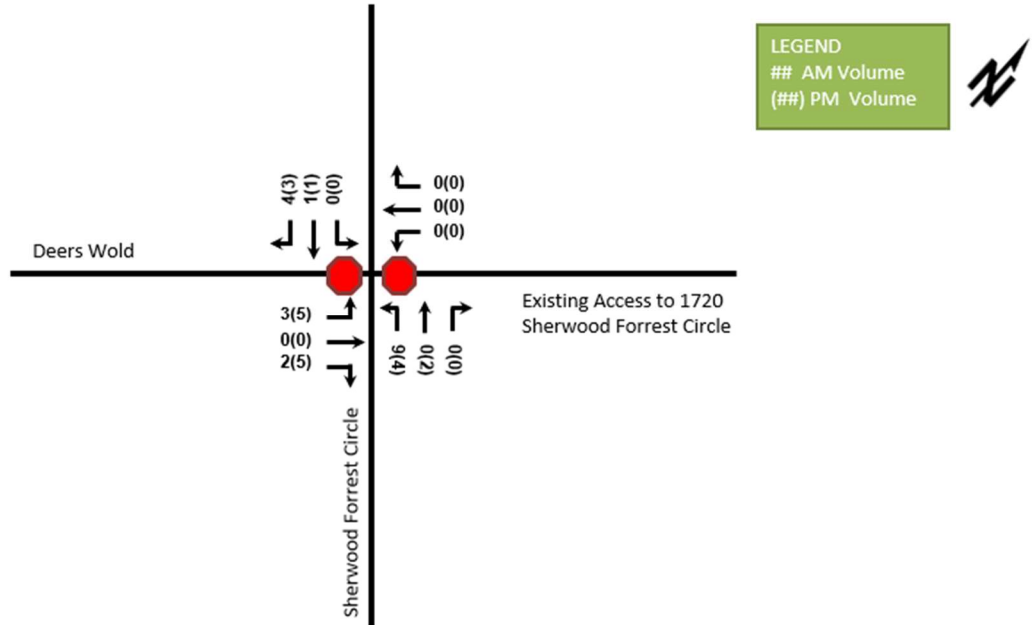 LEGEND
## AM Volume
(##) PM Volume
4(3)
1(1)
0(0)
0(0)
0(0)
0(0)
Deers Wold
3(5)
0(0)
2(5)
9(4)
0(2)
0(0)
Existing Access to 1720
Sherwood Forrest Circle
Sherwood Forrest Circle
N